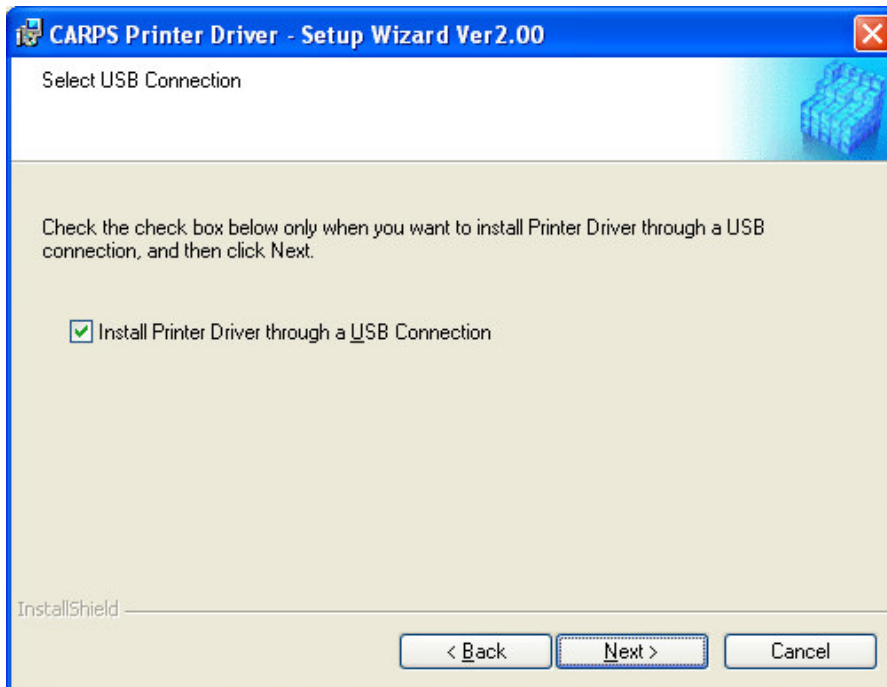 CARPS Printer Driver - Setup Wizard Ver2.00
Select USB Connection
Check the check box below only when you want to install Printer Driver through a USB
connection, and then click Next.
Install Printer Driver through a USB Connection
InstallShield
< Back Next > Cancel